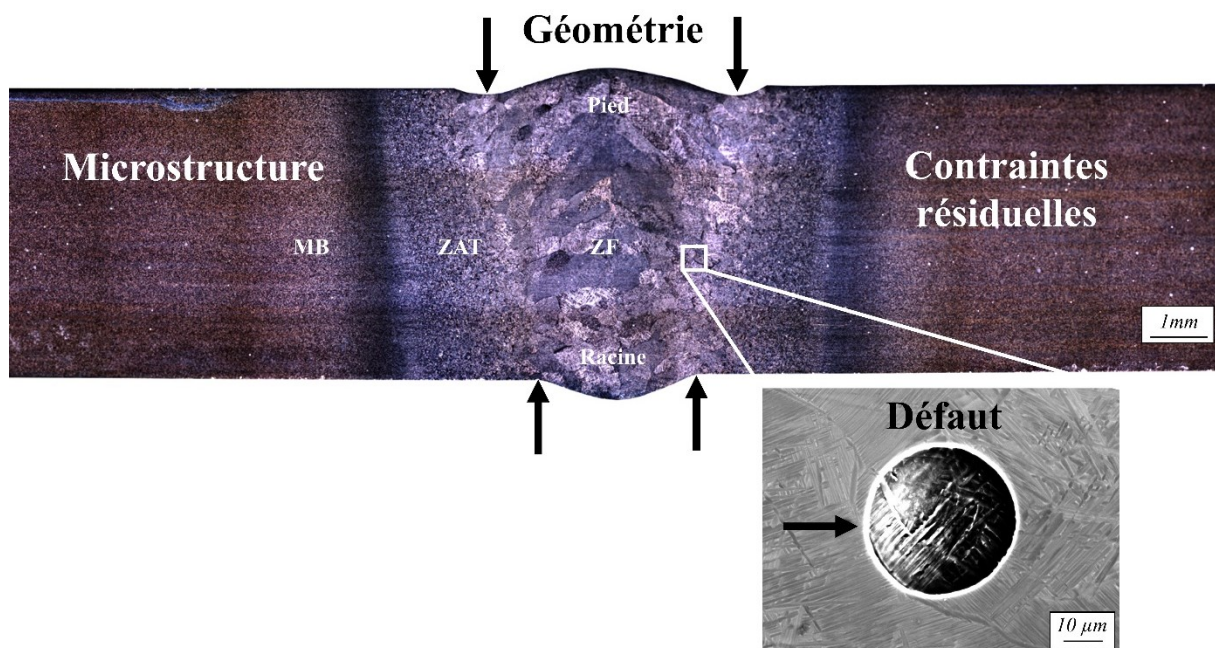 Géométrie
Pied
Microstructure
Contraintes
résiduelles
MB
ZAT
ZF
1mm
Racine
Défaut
10 µm